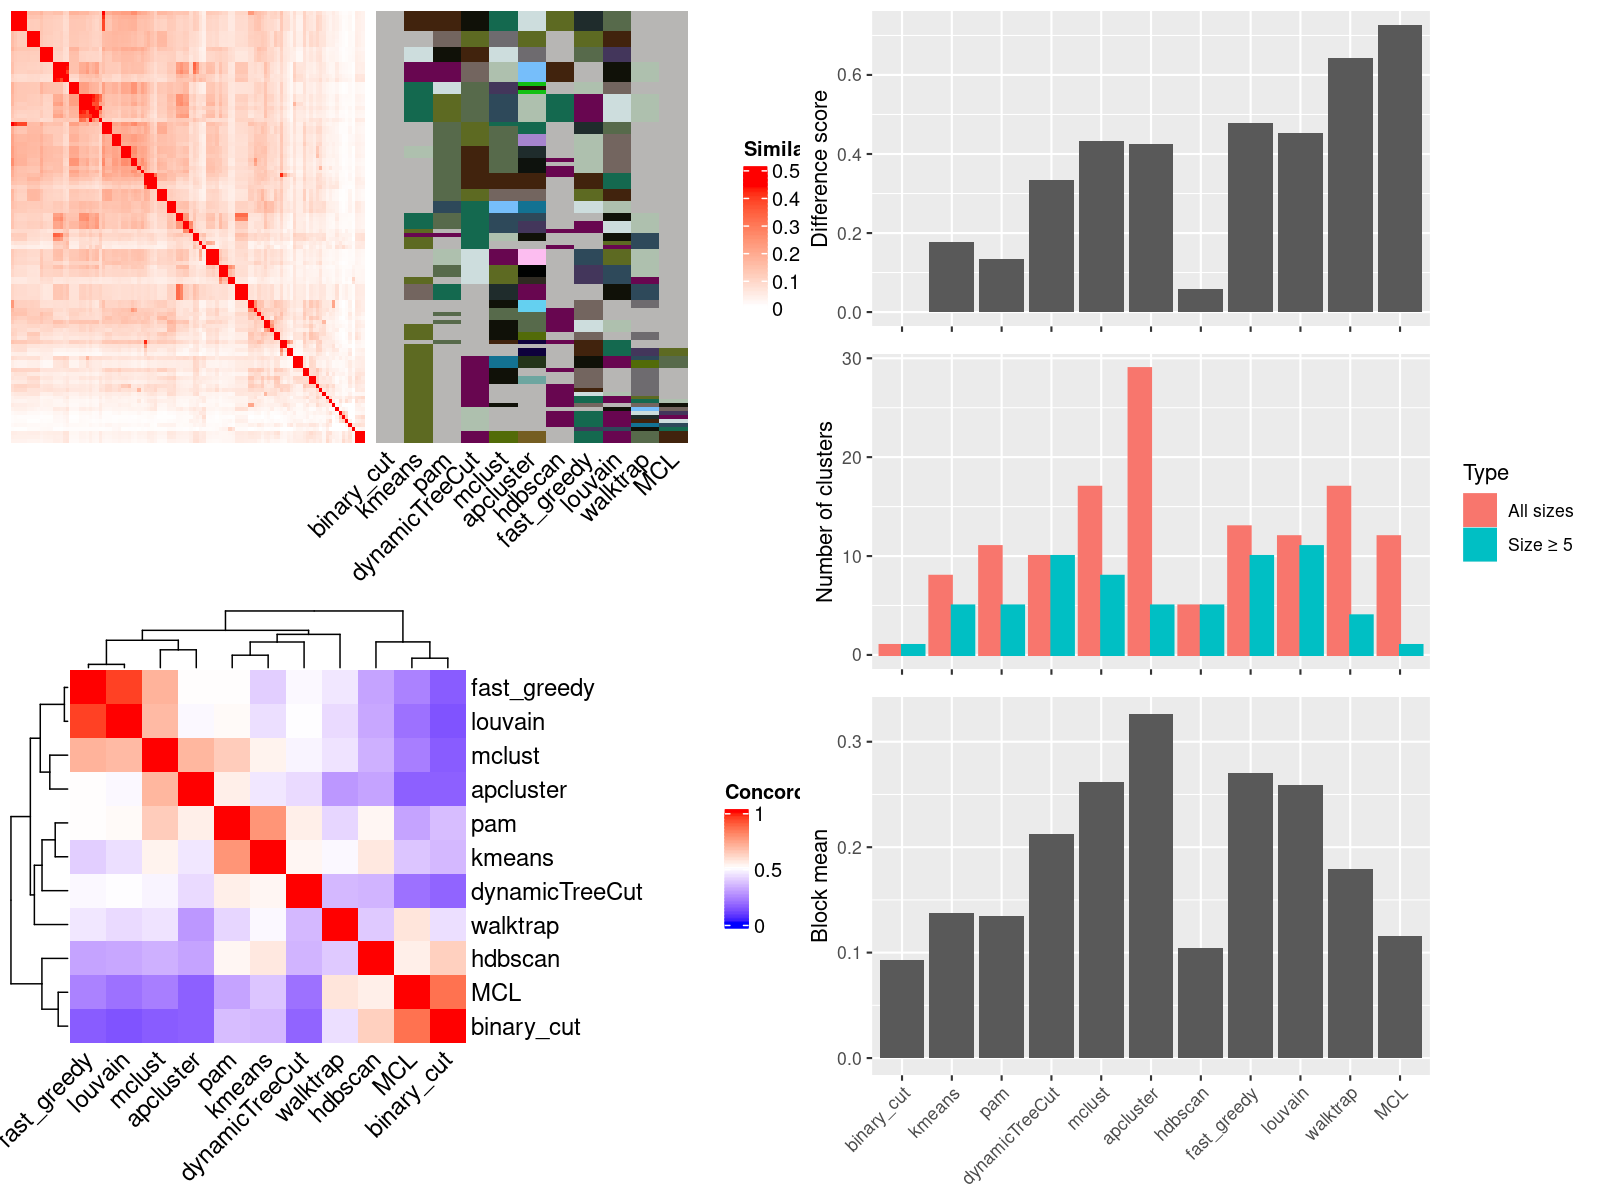 Simila
0.5
0.4
0.3
0.2
0.1
0
binary_cut
kmeans
pam
dynamicTreeCut
mclust
apcluster
hdbscan
fast_greedy
louvain
walktrap
MCL
Difference score
0.6
0.4
0.2
0.0
Number of clusters
30
20
10
0
Type
All sizes
Size ≥ 5
fast_greedy
louvain
mclust
apcluster
pam
kmeans
dynamicTreeCut
walktrap
hdbscan
MCL
binary_cut
fast_greedy
louvain
mclust
apcluster
pam
kmeans
dynamicTreeCut
walktrap
hdbscan
MCL
binary_cut
Concord
1
0.5
0
Block mean
0.3
0.2
0.1
0.0
binary_cut
kmeans
pam
dynamicTreeCut
mclust
apcluster
hdbscan
fast_greedy
louvain
walktrap
MCL